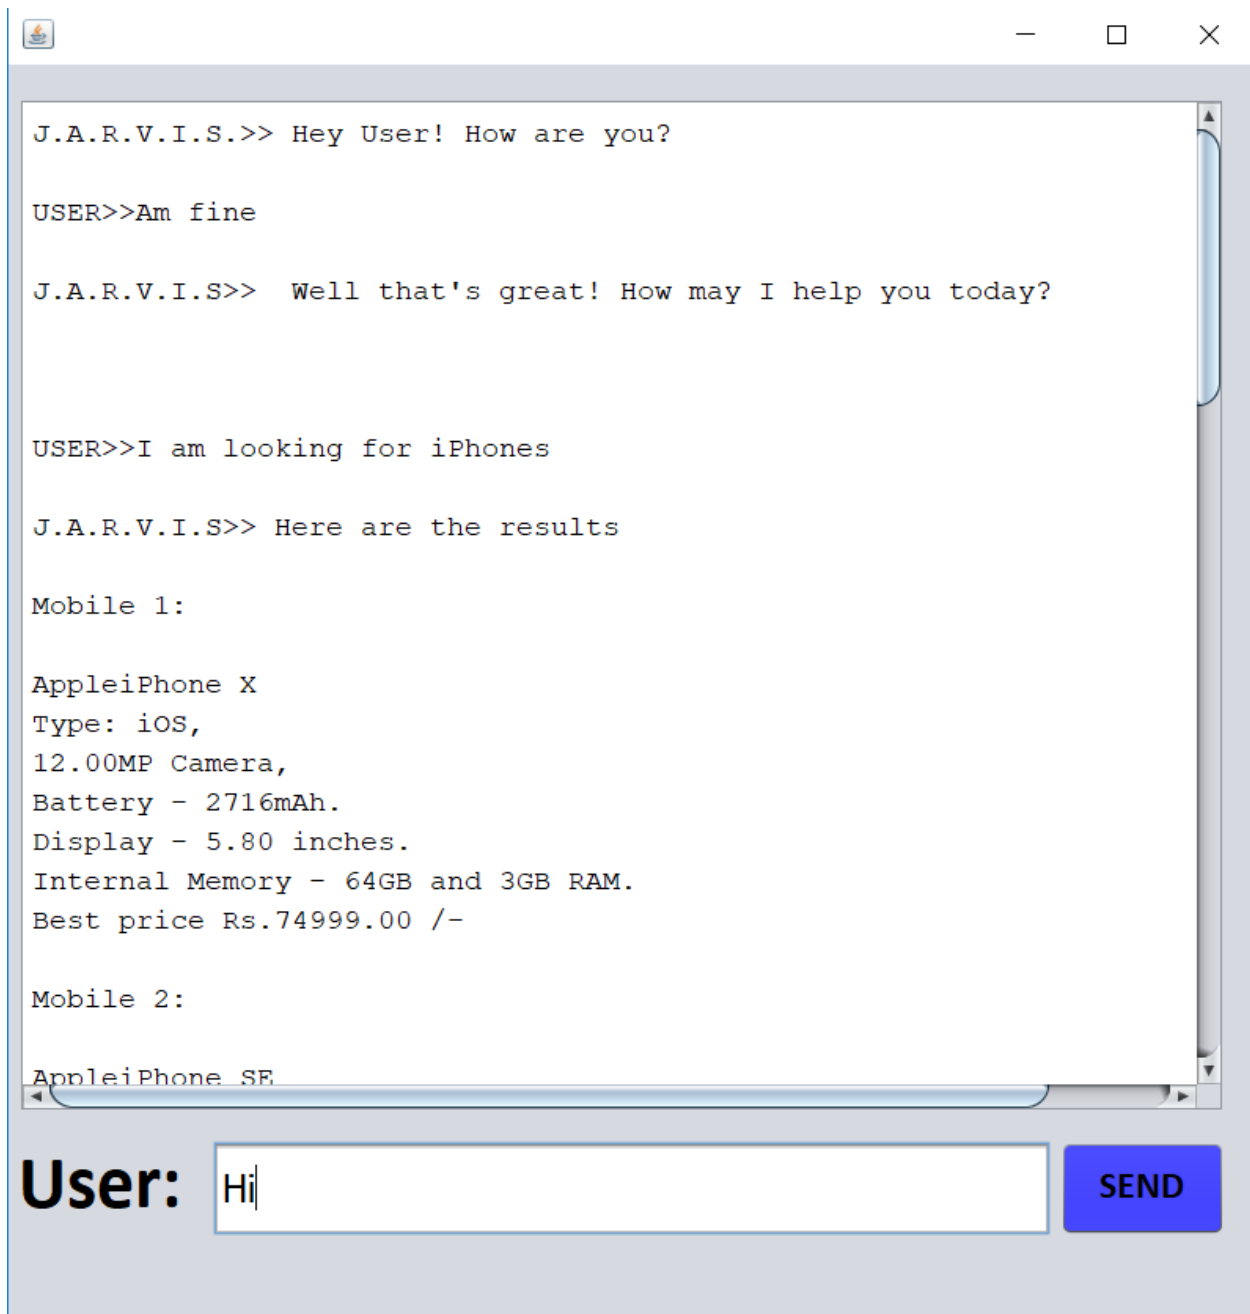 J.A.R.V.I.S.>> Hey User! How are you?
USER>>Am fine
J.A.R.V.I.S>>  Well that's great! How may I help you today?
USER>>I am looking for iPhones
J.A.R.V.I.S>> Here are the results
Mobile 1:
AppleiPhone X
Type: iOS,
12.00MP Camera,
Battery - 2716mAh.
Display - 5.80 inches.
Internal Memory - 64GB and 3GB RAM.
Best price Rs.74999.00 /-
Mobile 2:
AppleiPhone SE
User: Hi SEND